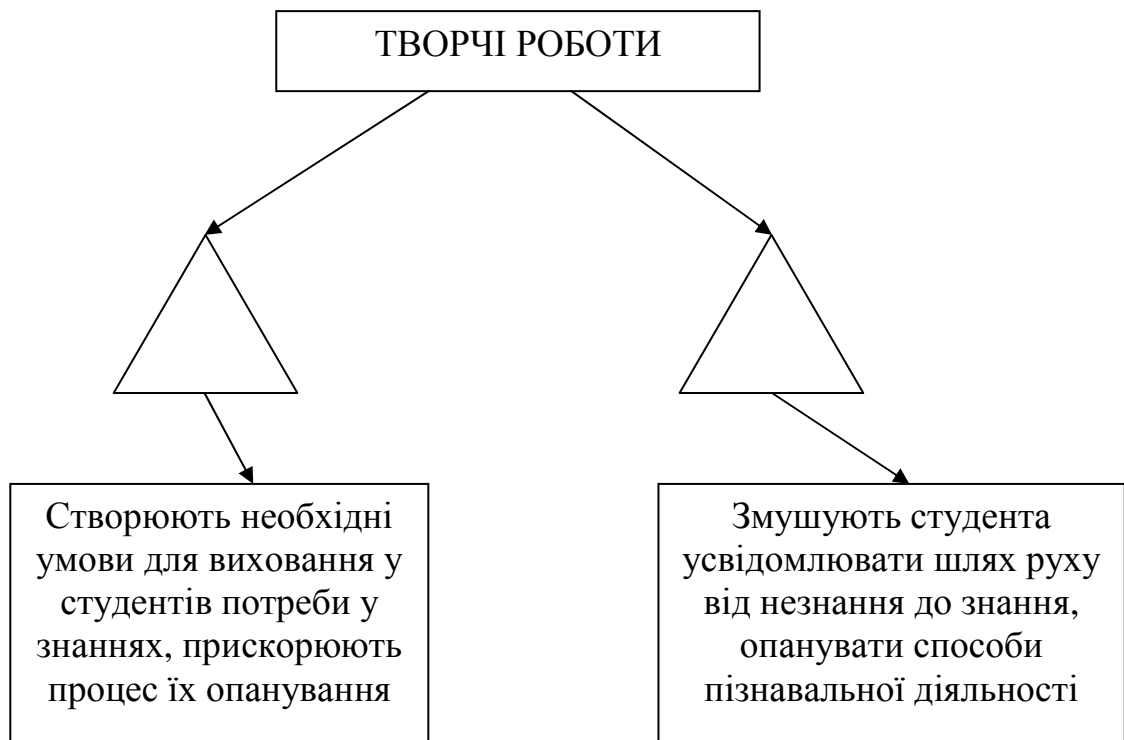 ТВОРЧІ РОБОТИ
Створюють необхідні
умови для виховання у
студентів потреби у
знаннях, прискорюють
процес їх опанування
Змушують студента
усвідомлювати шлях руху
від незнання до знання,
опанувати способи
пізнавальної діяльності